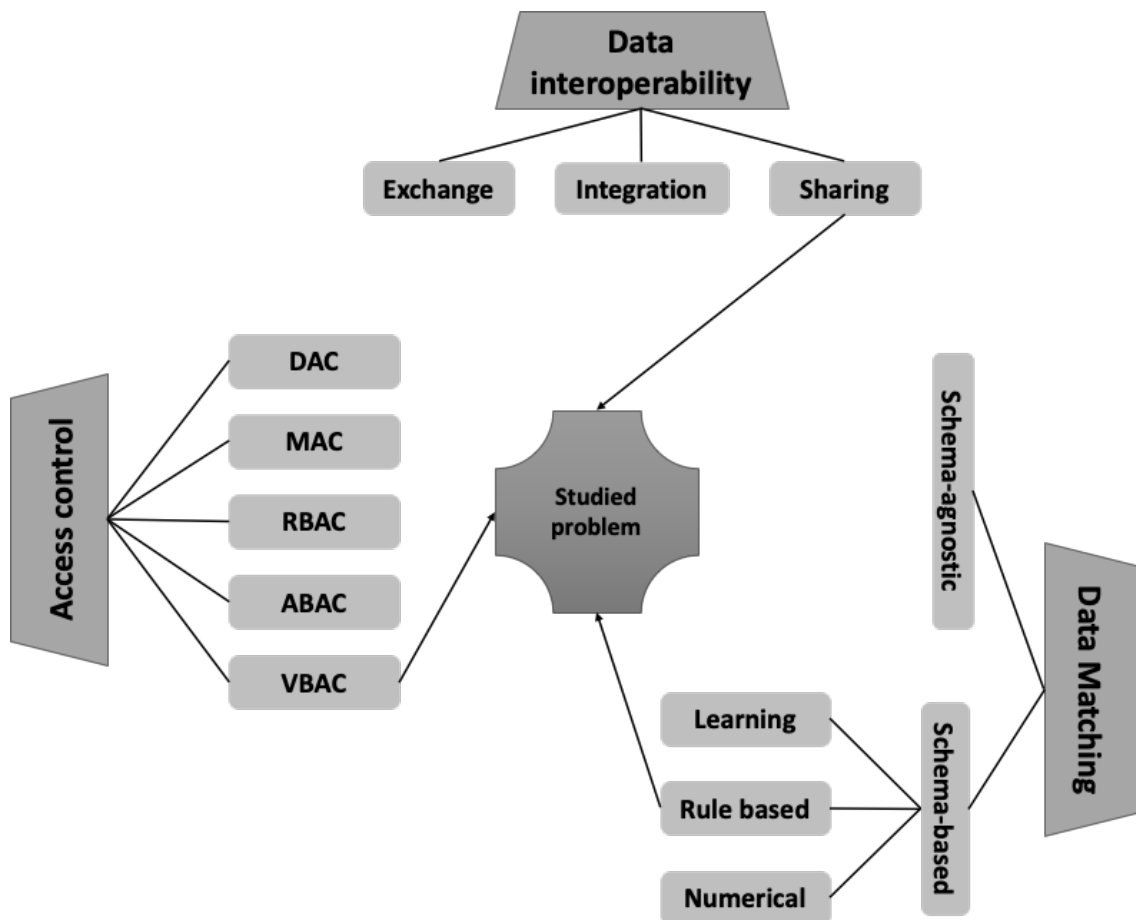 Data
interoperability
Exchange
Integration
Sharing
Access control
DAC
MAC
RBAC
ABAC
VBAC
Studied
problem
Schema-agnostic
Data Matching
Schema-based
Learning
Rule based
Numerical